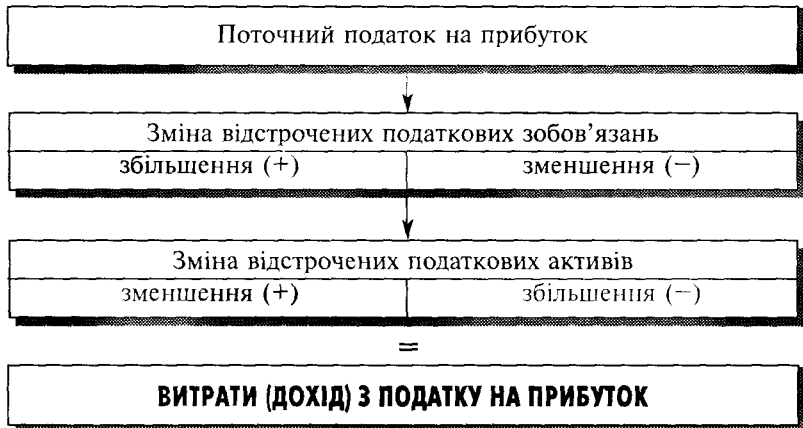 Поточний податок на прибуток
Зміна відстрочених податкових зобов'язань
збільшення (+) зменшення (−)
Зміна відстрочених податкових активів
зменшення (+) збільшення (−)
=
ВИТРАТИ (ДОХІД) З ПОДАТКУ НА ПРИБУТОК